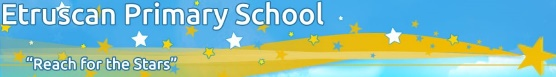 Etruscan Primary School
“Reach for the Stars”